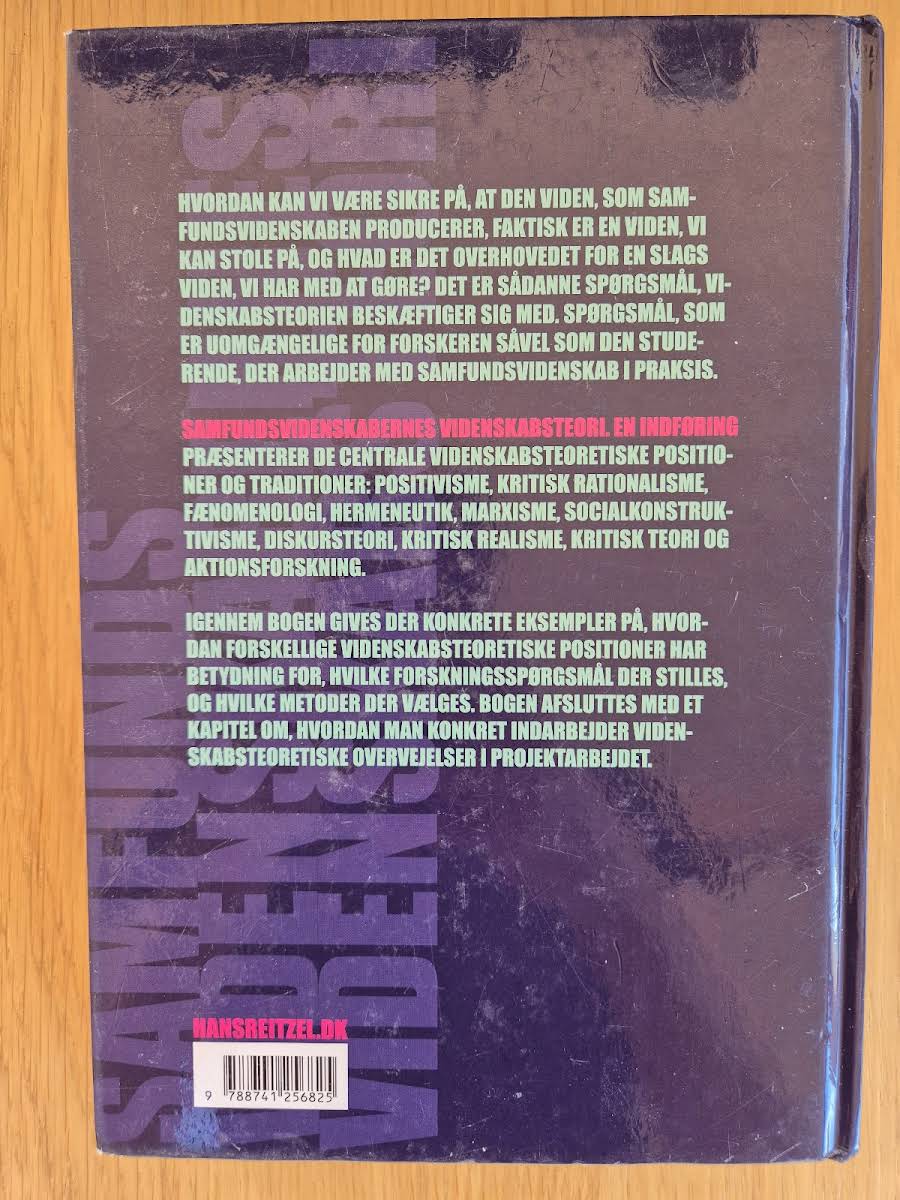 HVORDAN KAN VI VÆRE SIKRE PÅ, AT DEN VIDEN, SOM SAM-
FUNDSVIDENSKABEN PRODUCERER, FAKTISK ER EN VIDEN, VI
KAN STOLE PÅ, OG HVAD ER DET OVERHOVEDET FOR EN SLAGS
VIDEN, VI HAR MED AT GØRE? DET ER SÅDANNE SPØRGSMÅL, VI-
DENSKABSTEORIEN BESKÆFTIGER SIG MED. SPØRGSMÅL, SOM
ER UOMGÆNGELIGE FOR FORSKEREN SÅVEL SOM DEN STUDE-
RENDE, DER ARBEJDER MED SAMFUNDSVIDENSKAB I PRAKSIS.
SAMFUNDSVIDENSKABERNES VIDENSKABSTEORI. EN INDFØRING
PRÆSENTERER DE CENTRALE VIDENSKABSTEORETISKE POSITIO-
NER OG TRADITIONER: POSITIVISME, KRITISK RATIONALISME,
FÆNOMENOLOGI, HERMENEUTIK, MARXISME, SOCIALKONSTRUK-
TIVISME, DISKURSTEORI, KRITISK REALISME, KRITISK TEORI OG
AKTIONSFORSKNING.
IGENNEM BOGEN GIVES DER KONKRETE EKSEMPLER PÅ, HVOR-
DAN FORSKELLIGE VIDENSKABSTEORETISKE POSITIONER HAR
BETYDNING FOR, HVILKE FORSKNINGSSPØRGSMÅL DER STILLES,
OG HVILKE METODER DER VÆLGES. BOGEN AFSLUTTES MED ET
KAPITEL OM, HVORDAN MAN KONKRET INDARBEJDER VIDEN-
SKABSTEORETISKE OVERVEJELSER I PROJEKTARBEJDET.
HANSREITZEL.DK
9 788741 256825
SAMFUNDS